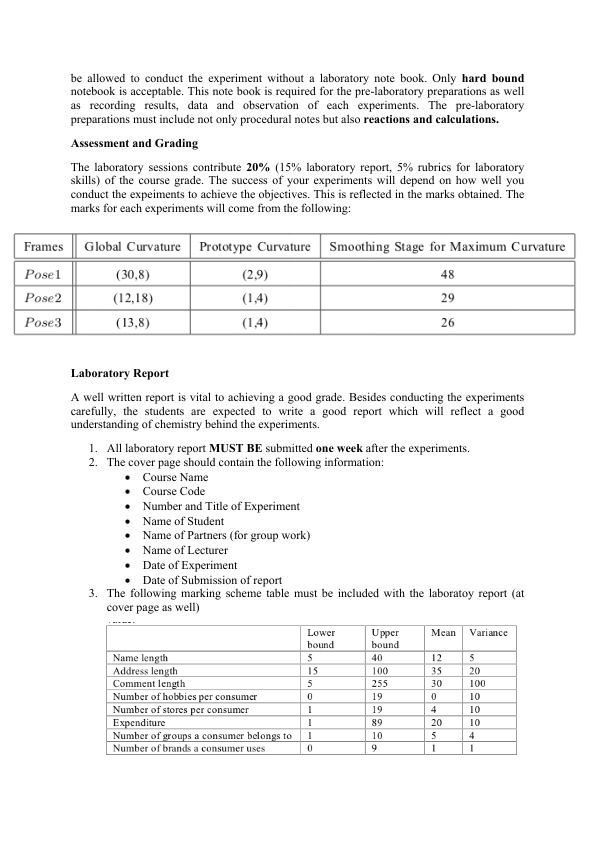 be allowed to conduct the experiment without a laboratory note book. Only hard bound
notebook is acceptable. This note book is required for the pre-laboratory preparations as well
as recording results, data and observation of each experiments. The pre-laboratory
preparations must include not only procedural notes but also reactions and calculations.
Assessment and Grading
The laboratory sessions contribute 20% (15% laboratory report, 5% rubrics for laboratory
skills) of the course grade. The success of your experiments will depend on how well you
conduct the expeiments to achieve the objectives. This is reflected in the marks obtained. The
marks for each experiments will come from the following:
Frames Global Curvature Prototype Curvature Smoothing Stage for Maximum Curvature
Pose1 (30,8) (2,9) 48
Pose2 (12,18) (1,4) 29
Pose3 (13,8) (1,4) 26
Laboratory Report
A well written report is vital to achieving a good grade. Besides conducting the experiments
carefully, the students are expected to write a good report which will reflect a good
understanding of chemistry behind the experiments.
1. All laboratory report MUST BE submitted one week after the experiments.
2. The cover page should contain the following information:
• Course Name
• Course Code
• Number and Title of Experiment
• Name of Student
• Name of Partners (for group work)
• Name of Lecturer
• Date of Experiment
• Date of Submission of report
3. The following marking scheme table must be included with the laboratoy report (at
cover page as well)
Lower Upper Mean Variance
bound bound
Name length 5 40 12 5
Address length 15 100 35 20
Comment length 5 255 30 100
Number of hobbies per consumer 0 19 0 10
Number of stores per consumer 1 19 4 10
Expenditure 1 89 20 10
Number of groups a consumer belongs to 1 10 5 4
Number of brands a consumer uses 0 9 1 1